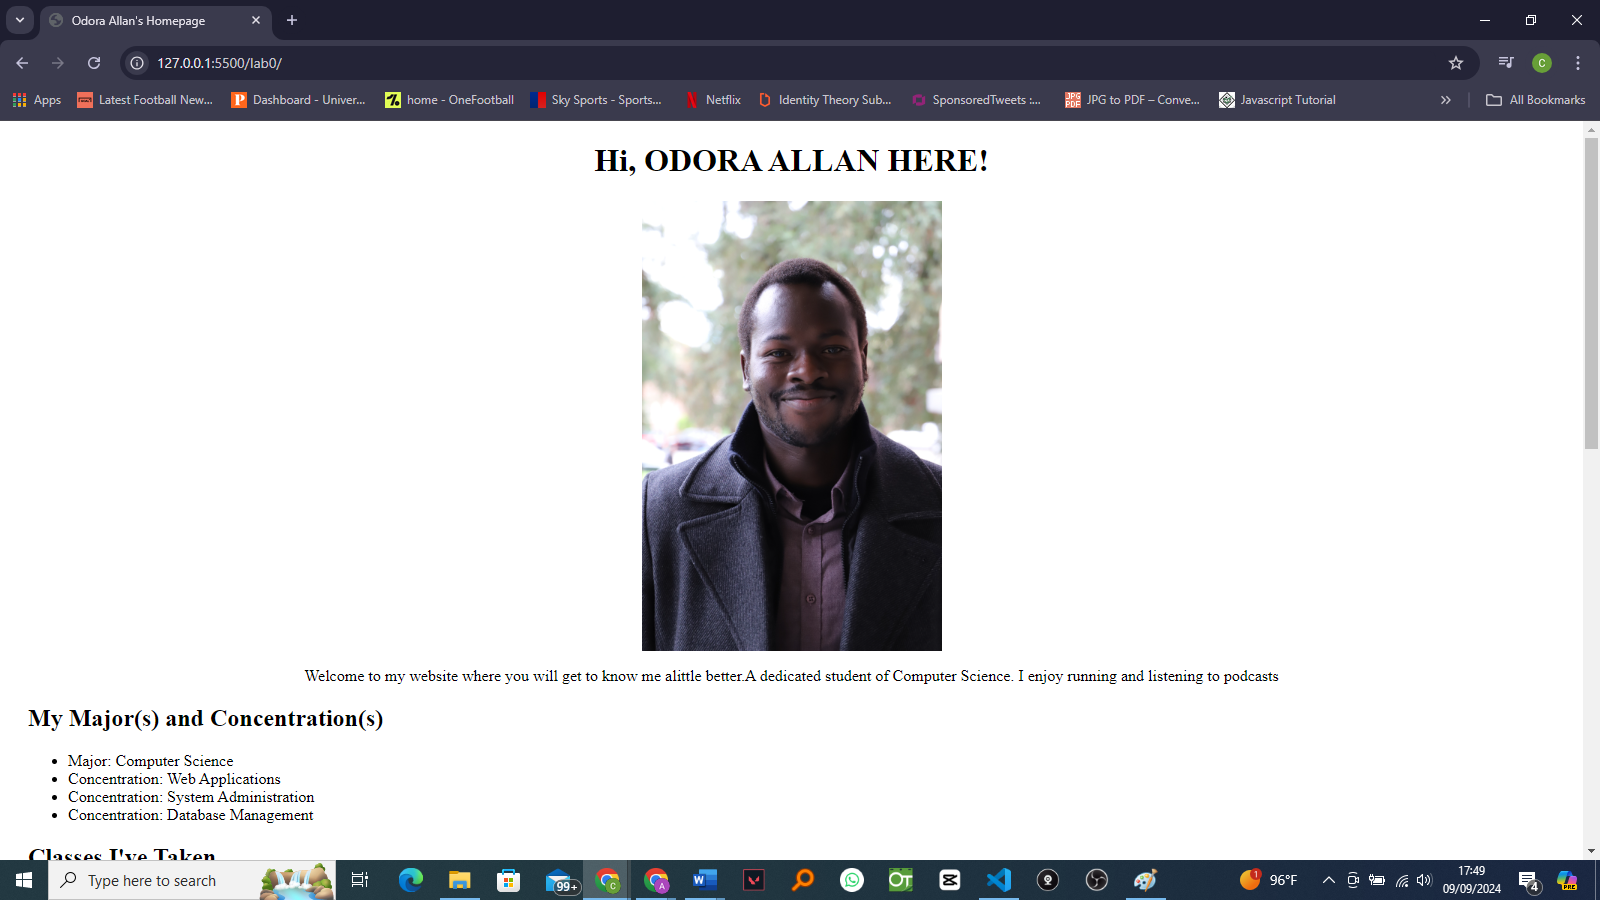 Odora Allan's Homepage
127.0.0.1:5500/lab0/
Apps
Latest Football New...
Dashboard - Univer...
home - OneFootball
Sky Sports - Sports...
Netflix
Identity Theory Sub...
SponsoredTweets :...
JPG to PDF – Conve...
Javascript Tutorial
All Bookmarks
Hi, ODORA ALLAN HERE!
Welcome to my website where you will get to know me alittle better.A dedicated student of Computer Science. I enjoy running and listening to podcasts
My Major(s) and Concentration(s)
Major: Computer Science
Concentration: Web Applications
Concentration: System Administration
Concentration: Database Management
Classes I've Taken
Type here to search
99+
96°F
17:49
09/09/2024
4